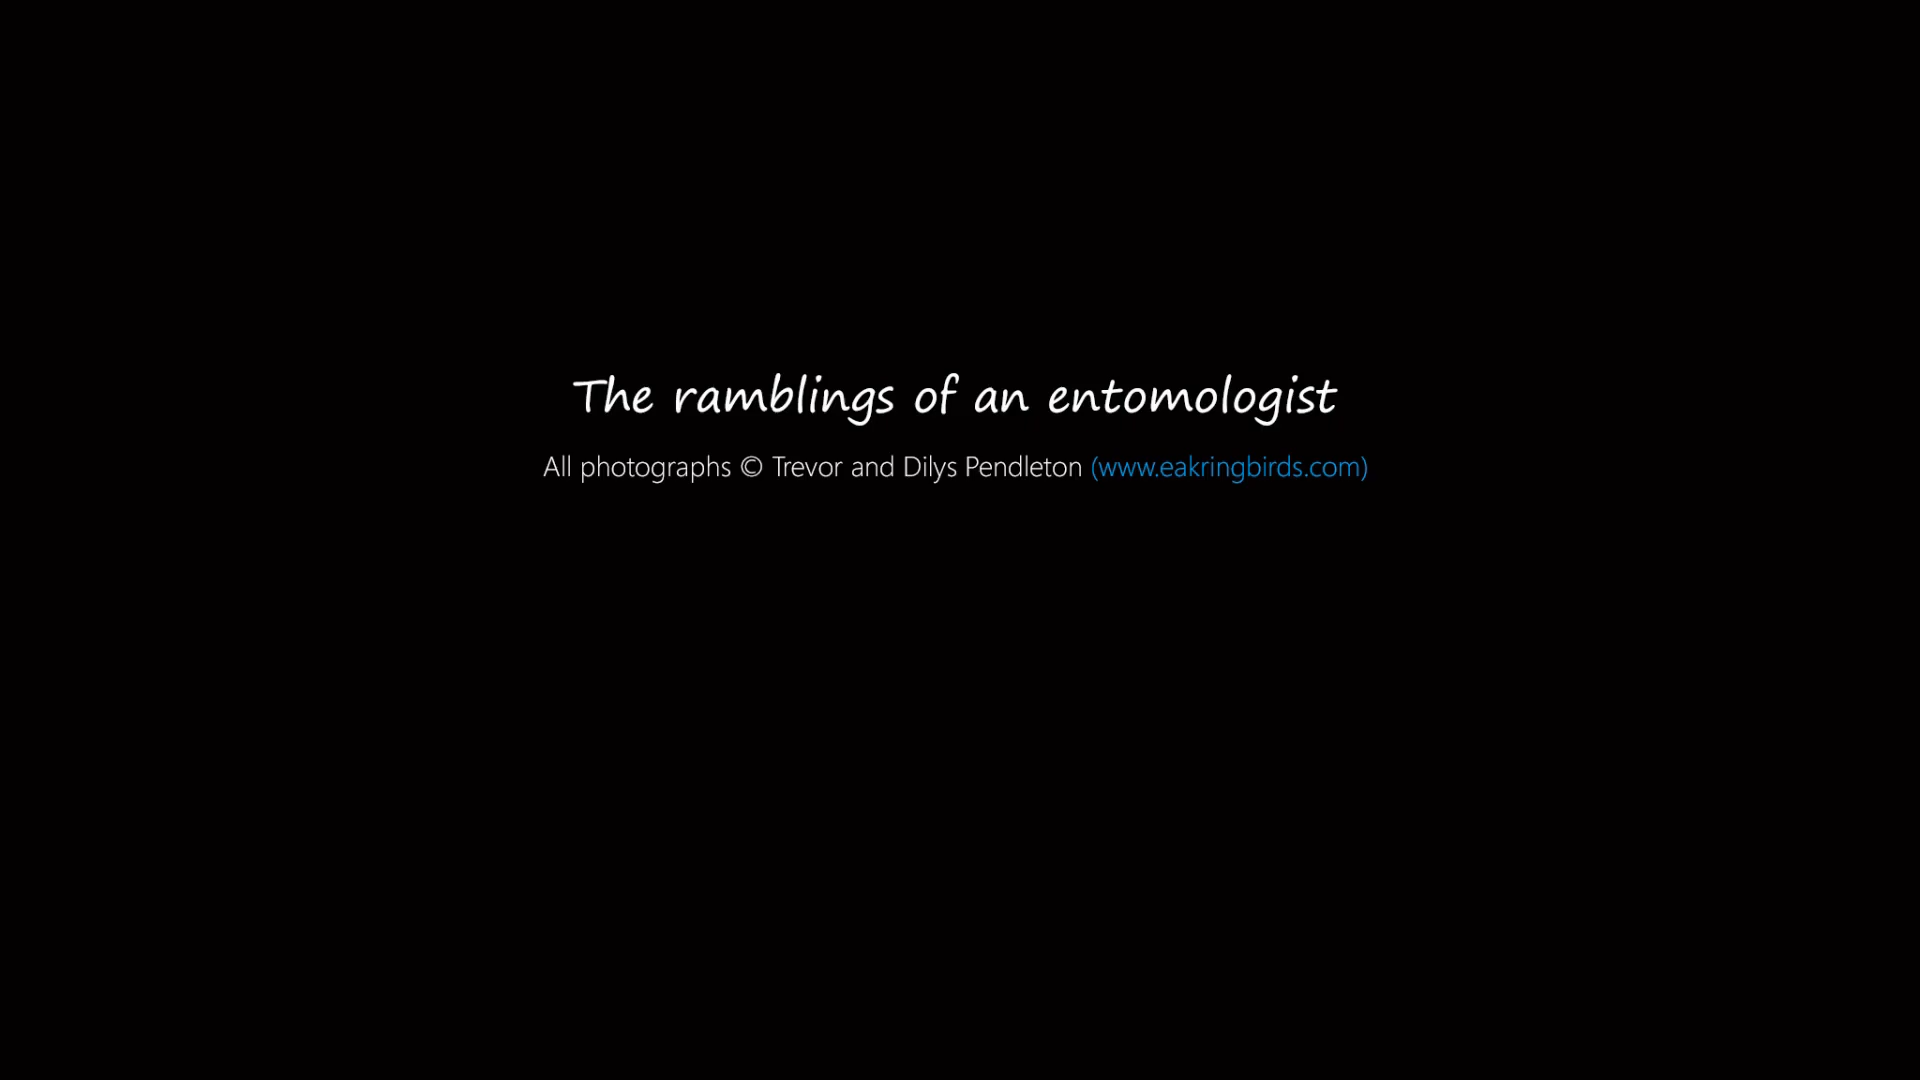 The ramblings of an entomologist
All photographs © Trevor and Dilys Pendleton (www.eakringbirds.com)